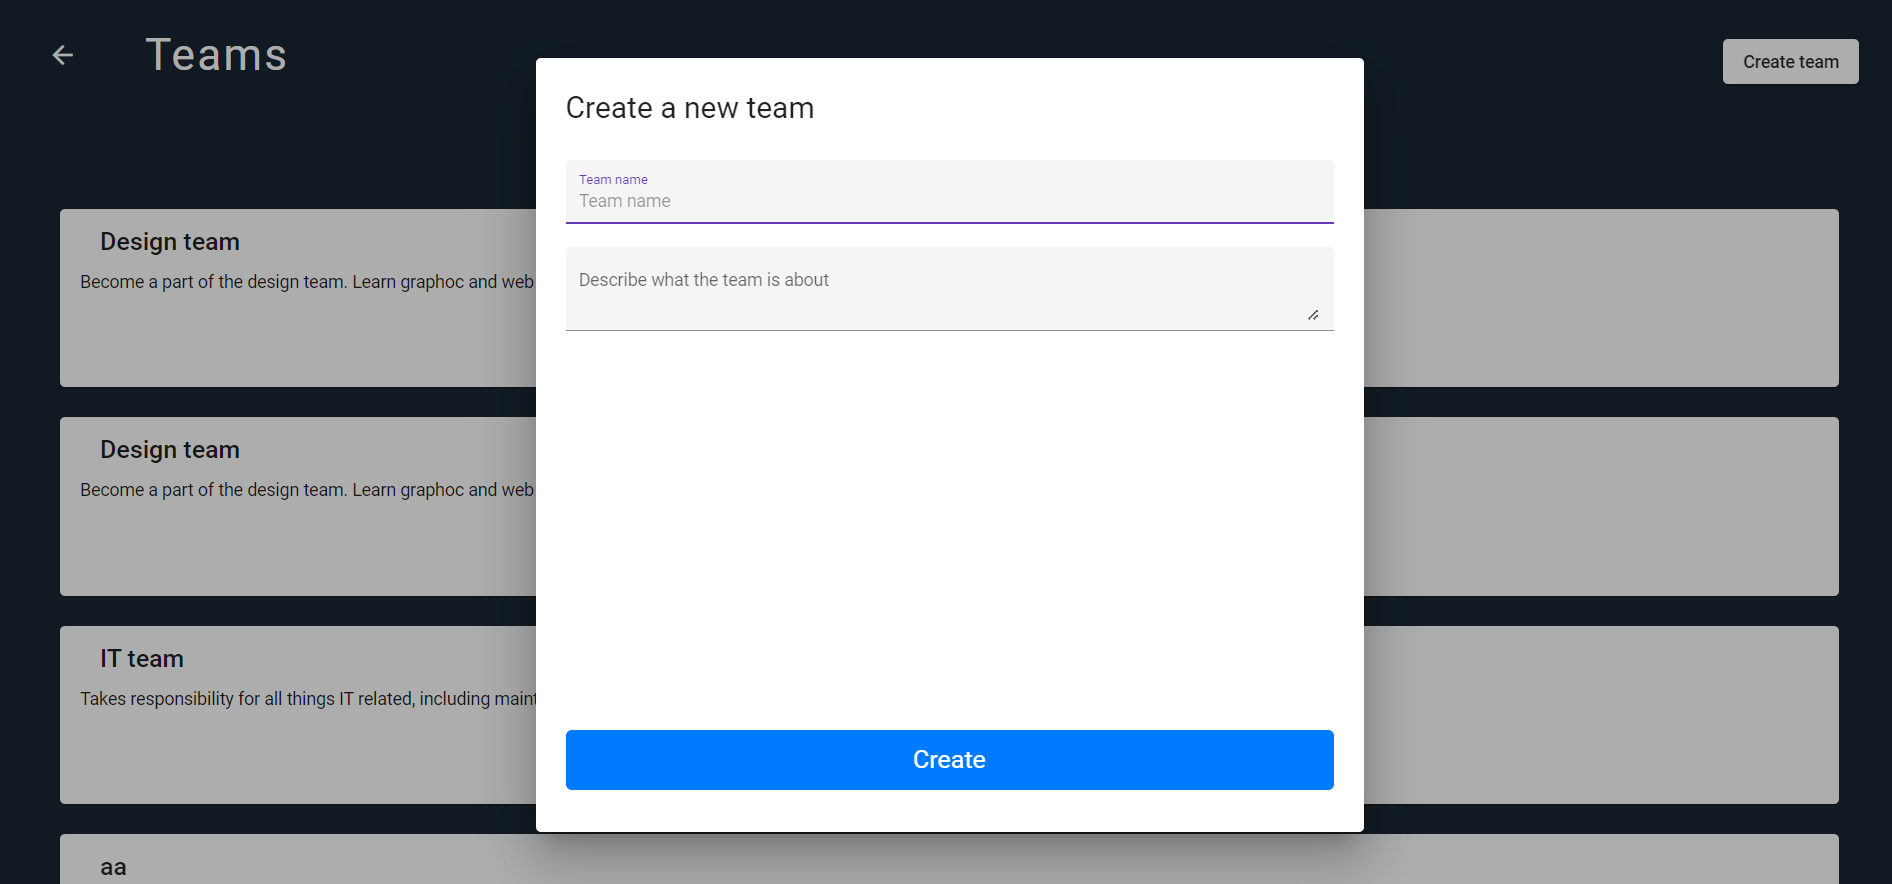 Teams
Create team
Create a new team
Team name
Team name
Describe what the team is about
Create
Design team
Become a part of the design team. Learn graphoc and web
Design team
Become a part of the design team. Learn graphoc and web
IT team
Takes responsibility for all things IT related, including maint
aa